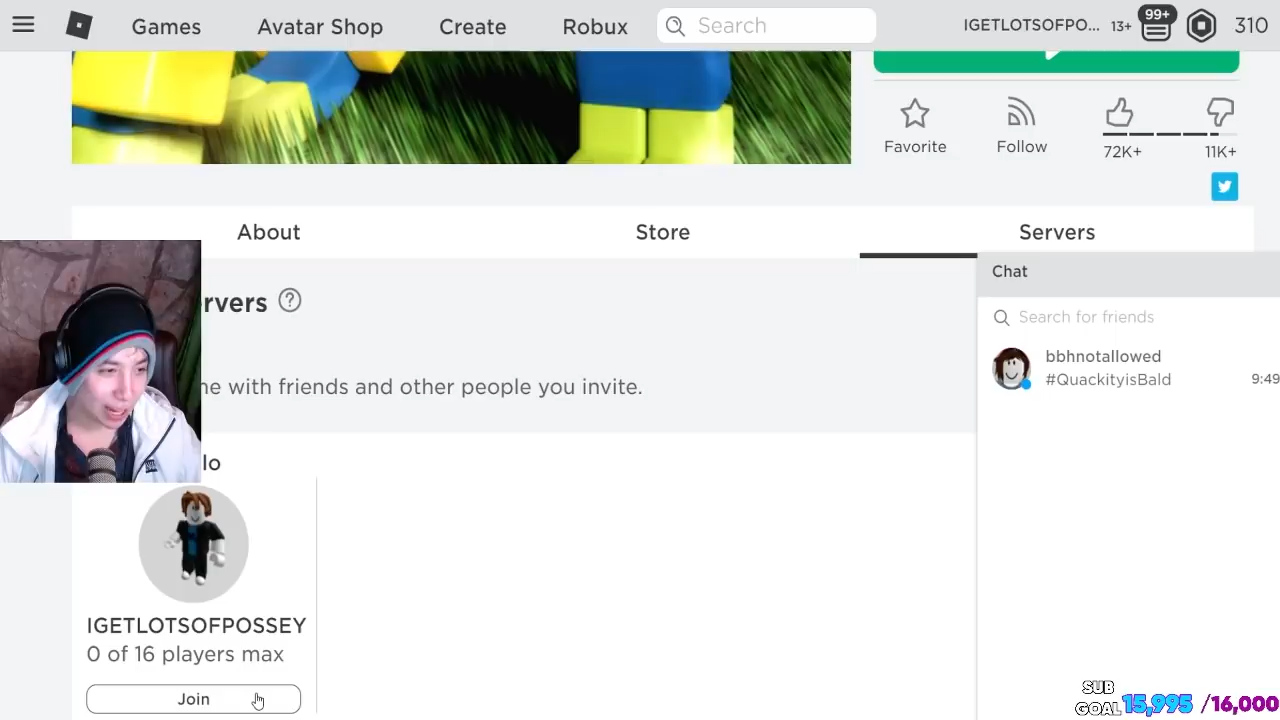 Games Avatar Shop Create Robux Search IGETLOTSOFPO... 13+ 99+ 310
Favorite Follow 72K+ 11K+
About Store Servers
rvers ?
Chat
Search for friends
bbhnotallowed
#QuackityisBald 9:49
me with friends and other people you invite.
lo
IGETLOTSOFPOSSEY
0 of 16 players max
Join
SUB
GOAL 15,995 /16,000